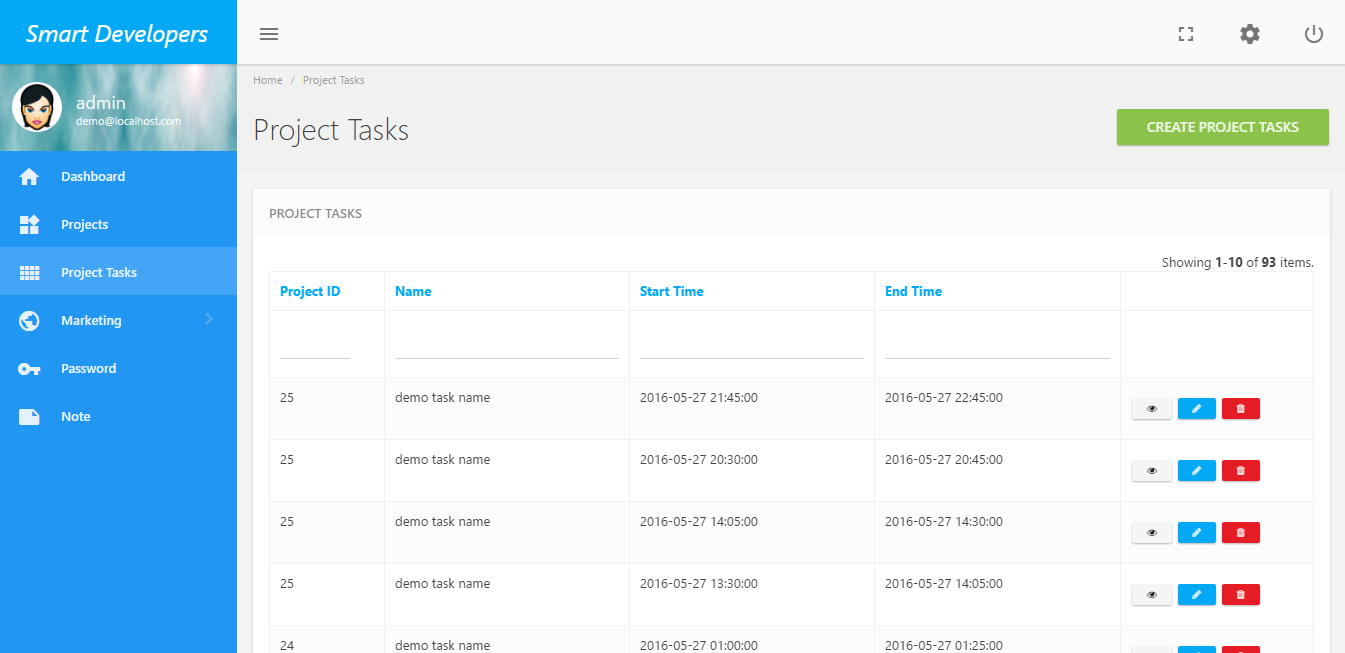 Smart Developers
admin
demo@localhost.com
Dashboard
Projects
Project Tasks
Marketing
Password
Note
Home / Project Tasks
Project Tasks
CREATE PROJECT TASKS
PROJECT TASKS
Showing 1-10 of 93 items.
Project ID Name Start Time End Time
25 demo task name 2016-05-27 21:45:00 2016-05-27 22:45:00
25 demo task name 2016-05-27 20:30:00 2016-05-27 20:45:00
25 demo task name 2016-05-27 14:05:00 2016-05-27 14:30:00
25 demo task name 2016-05-27 13:30:00 2016-05-27 14:05:00
24 demo task name 2016-05-27 01:00:00 2016-05-27 01:25:00